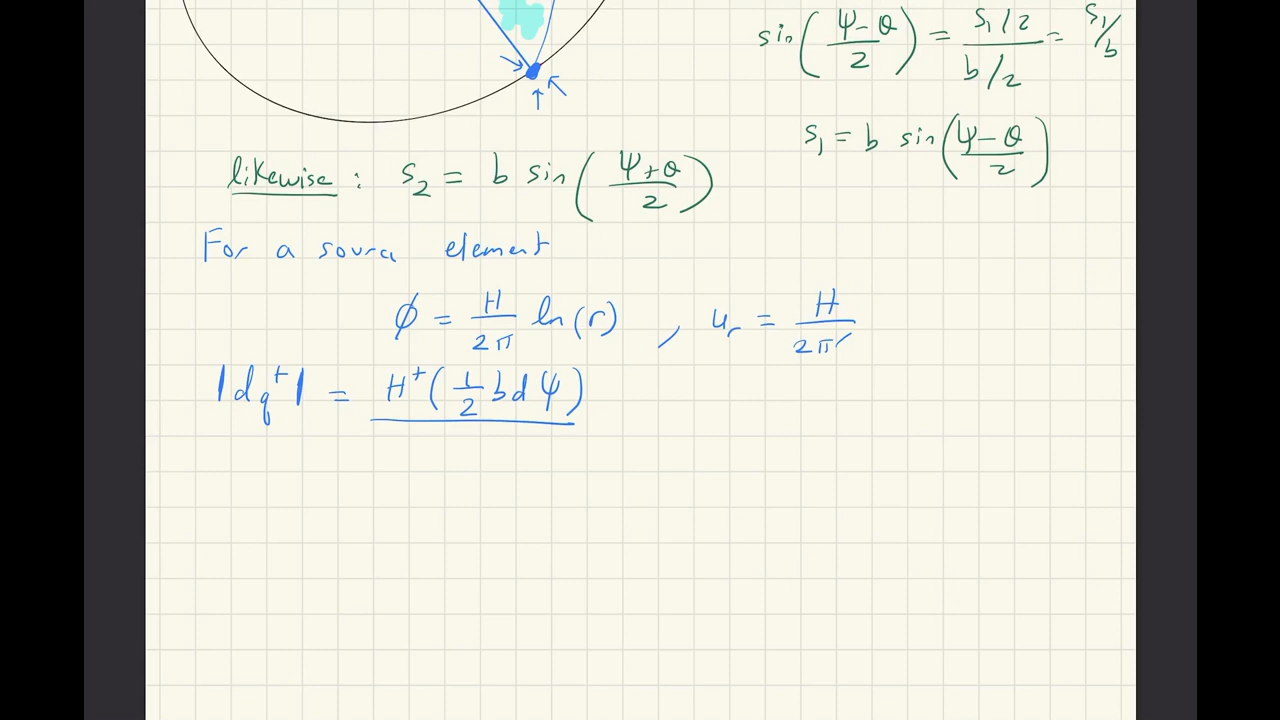 sin((ψ-θ)/2) = (s₁/2)/(b/2) = s₁/b
s₁ = b sin((ψ-θ)/2)
likewise : s₂ = b sin((ψ+θ)/2)
For a sourc element
φ = H/2π ln(r) , uᵣ = H/2πr
|dq⁺| = H⁺(1/2 b dψ)